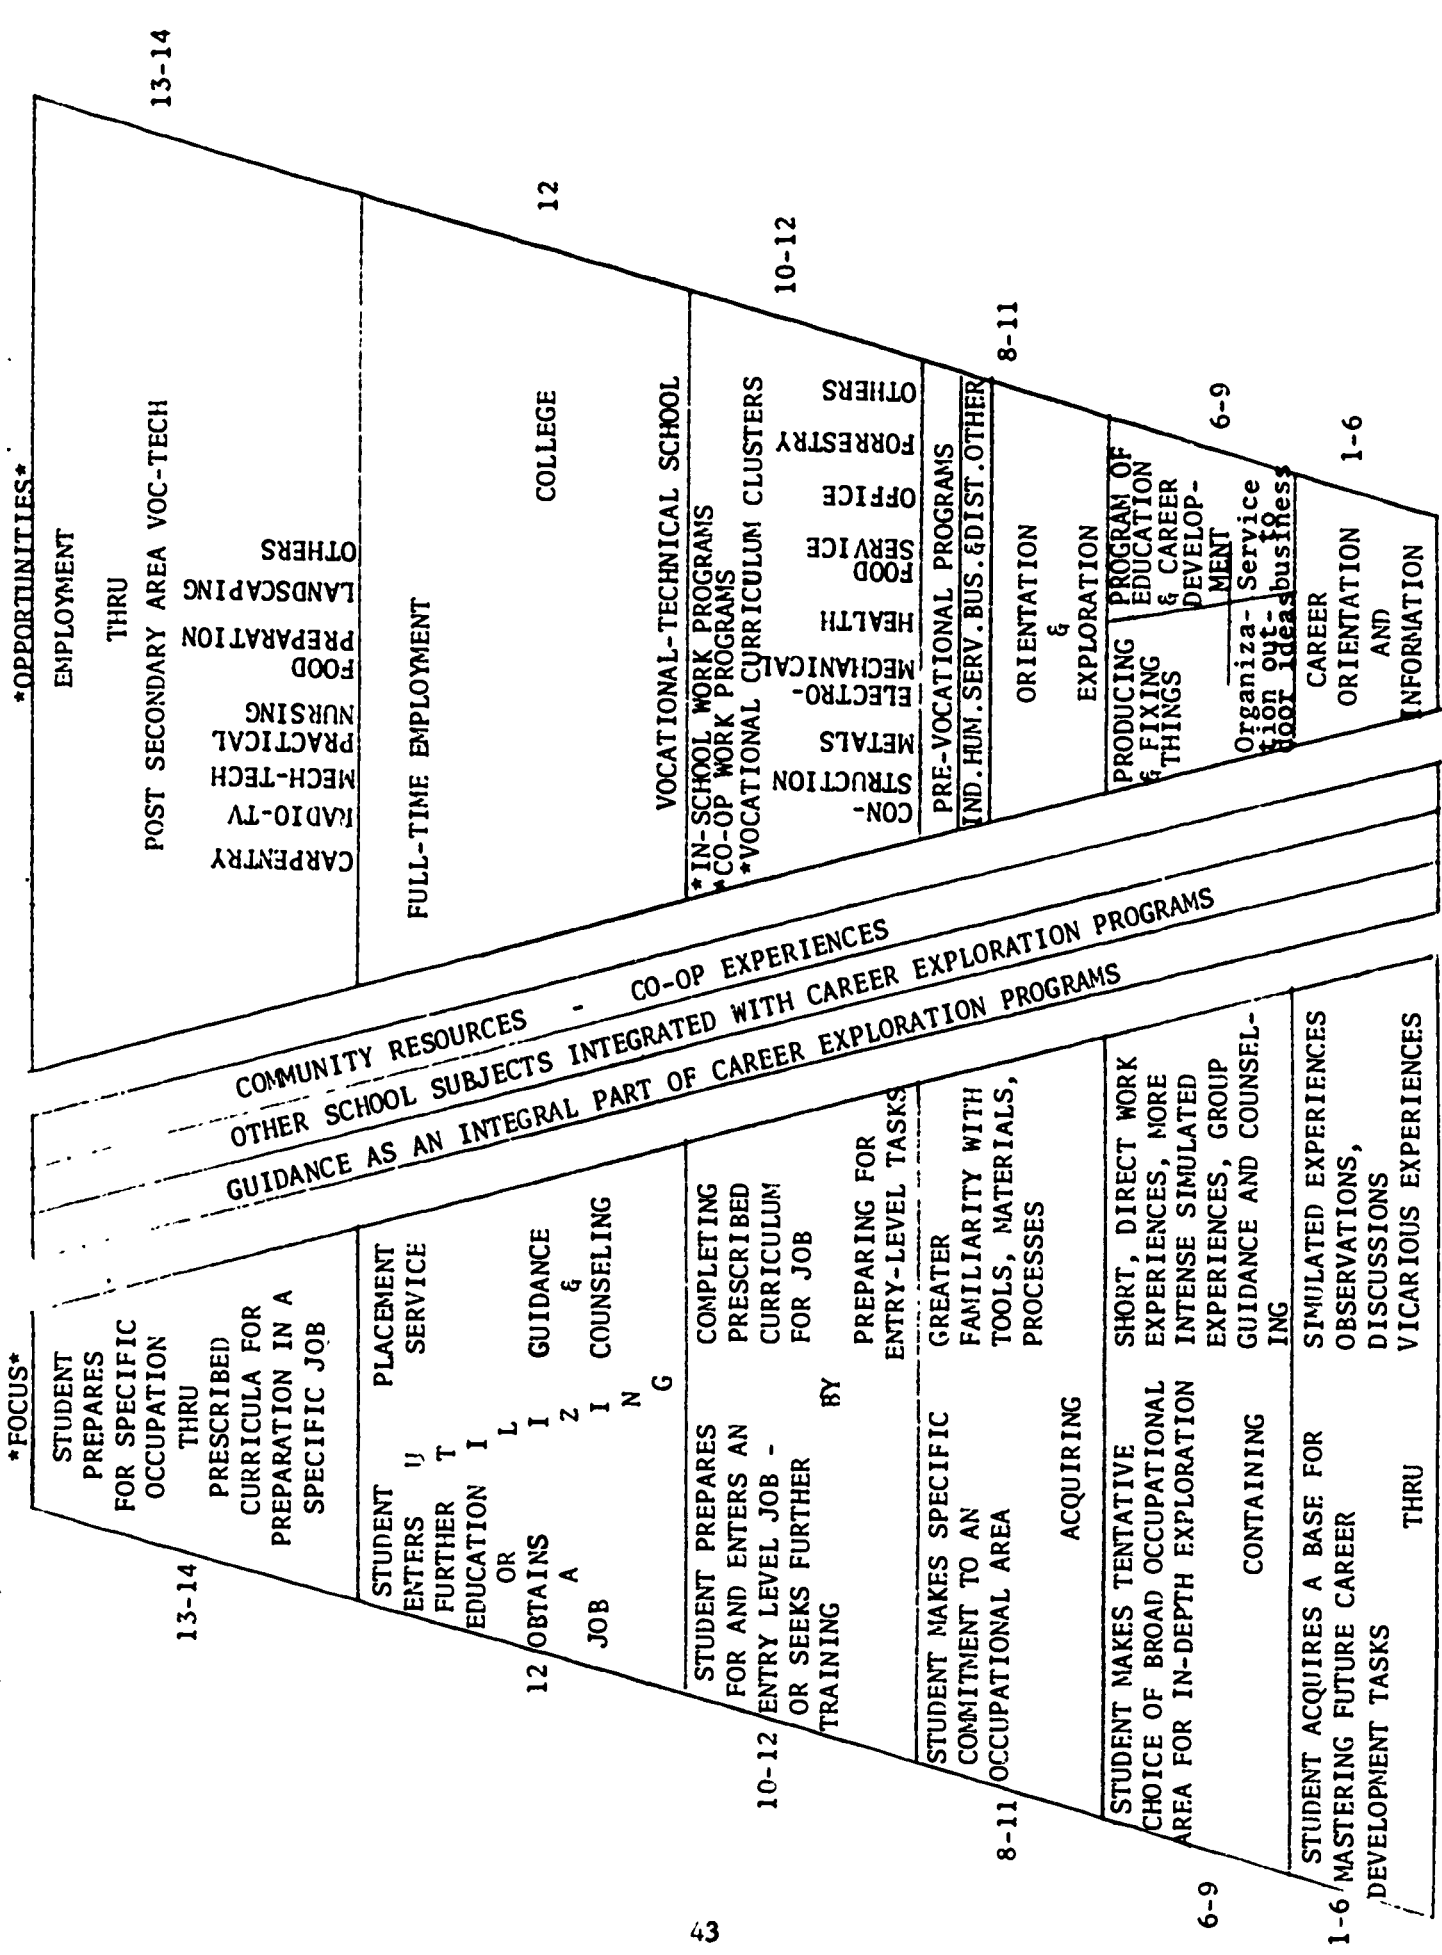 *FOCUS*
STUDENT
PREPARES
FOR SPECIFIC
OCCUPATION
THRU
PRESCRIBED
CURRICULA FOR
PREPARATION IN A
SPECIFIC JOB
13-14
STUDENT
ENTERS
FURTHER
EDUCATION
OR
12 OBTAINS
A
JOB
U
T
I
L
I
Z
I
N
G
PLACEMENT
SERVICE
GUIDANCE
&
COUNSELING
STUDENT PREPARES
FOR AND ENTERS AN
10-12 ENTRY LEVEL JOB -
OR SEEKS FURTHER
TRAINING
BY
COMPLETING
PRESCRIBED
CURRICULUM
FOR JOB
PREPARING FOR
ENTRY-LEVEL TASKS
STUDENT MAKES SPECIFIC
COMMITMENT TO AN
8-11 OCCUPATIONAL AREA
ACQUIRING
GREATER
FAMILIARITY WITH
TOOLS, MATERIALS,
PROCESSES
STUDENT MAKES TENTATIVE
CHOICE OF BROAD OCCUPATIONAL
AREA FOR IN-DEPTH EXPLORATION
6-9
CONTAINING
SHORT, DIRECT WORK
EXPERIENCES, MORE
INTENSE SIMULATED
EXPERIENCES, GROUP
GUIDANCE AND COUNSEL-
ING
STUDENT ACQUIRES A BASE FOR
1-6 MASTERING FUTURE CAREER
DEVELOPMENT TASKS
THRU
SIMULATED EXPERIENCES
OBSERVATIONS,
DISCUSSIONS
VICARIOUS EXPERIENCES
COMMUNITY RESOURCES - CO-OP EXPERIENCES
OTHER SCHOOL SUBJECTS INTEGRATED WITH CAREER EXPLORATION PROGRAMS
GUIDANCE AS AN INTEGRAL PART OF CAREER EXPLORATION PROGRAMS
*OPPORTUNITIES*
EMPLOYMENT
THRU
POST SECONDARY AREA VOC-TECH
CARPENTRY
RADIO-TV
MECH-TECH
PRACTICAL
NURSING
FOOD
PREPARATION
LANDSCAPING
OTHERS
13-14
FULL-TIME EMPLOYMENT
COLLEGE
VOCATIONAL-TECHNICAL SCHOOL
12
*IN-SCHOOL WORK PROGRAMS
*CO-OP WORK PROGRAMS
*VOCATIONAL CURRICULUM CLUSTERS
CON-
STRUCTION
METALS
ELECTRO-
MECHANICAL
HEALTH
FOOD
SERVICE
OFFICE
FORRESTRY
OTHERS
10-12
PRE-VOCATIONAL PROGRAMS
IND.HUM.SERV.BUS.&DIST.OTHER
ORIENTATION
&
EXPLORATION
8-11
PRODUCING
& FIXING
THINGS
PROGRAM OF
EDUCATION
& CAREER
DEVELOP-
MENT
Organiza-
tion out-
door ideas
Service
to
business
6-9
CAREER
ORIENTATION
AND
INFORMATION
1-6
43